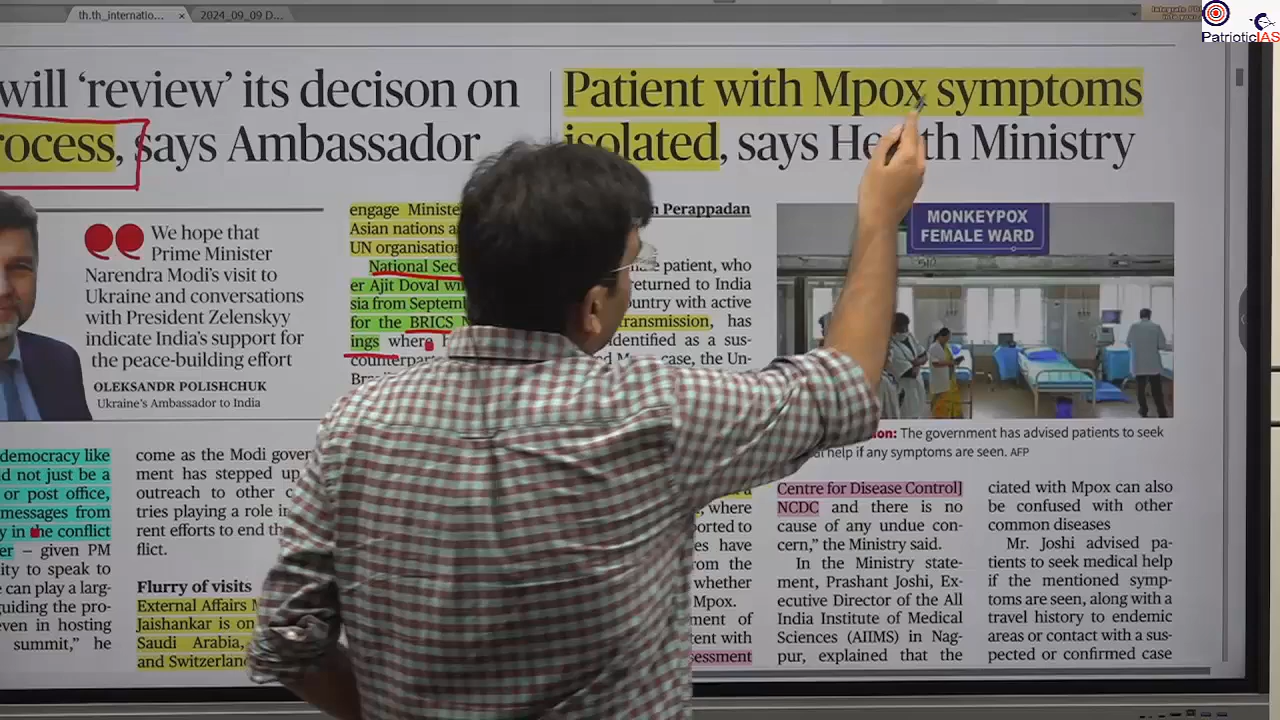 th.th_internatio...
2024_09_09 D...
PatrioticIAS
will ‘review’ its decison on
rocess, says Ambassador
We hope that
Prime Minister
Narendra Modi’s visit to
Ukraine and conversations
with President Zelenskyy
indicate India’s support for
the peace-building effort
OLEKSANDR POLISHCHUK
Ukraine’s Ambassador to India
democracy like
d not just be a
or post office,
messages from
y in the conflict
er – given PM
ity to speak to
e can play a larg-
guiding the pro-
even in hosting
summit,” he
come as the Modi gover
ment has stepped up
outreach to other c
tries playing a role in
rent efforts to end th
flict.
Flurry of visits
External Affairs M
Jaishankar is on
Saudi Arabia,
and Switzerland
engage Ministe
Asian nations a
UN organisatio
National Sec
er Ajit Doval wi
sia from Septemb
for the BRICS
ings where h
counterpart
Patient with Mpox symptoms
isolated, says Health Ministry
Perappadan
patient, who
returned to India
ountry with active
transmission, has
identified as a sus-
case, the Un-
, where
ported to
es have
rom the
whether
Mpox.
ment of
tent with
sessment
MONKEYPOX
FEMALE WARD
ion: The government has advised patients to seek
help if any symptoms are seen. AFP
Centre for Disease Control]
NCDC and there is no
cause of any undue con-
cern,” the Ministry said.
In the Ministry state-
ment, Prashant Joshi, Ex-
ecutive Director of the All
India Institute of Medical
Sciences (AIIMS) in Nag-
pur, explained that the
ciated with Mpox can also
be confused with other
common diseases
Mr. Joshi advised pa-
tients to seek medical help
if the mentioned symp-
toms are seen, along with a
travel history to endemic
areas or contact with a sus-
pected or confirmed case